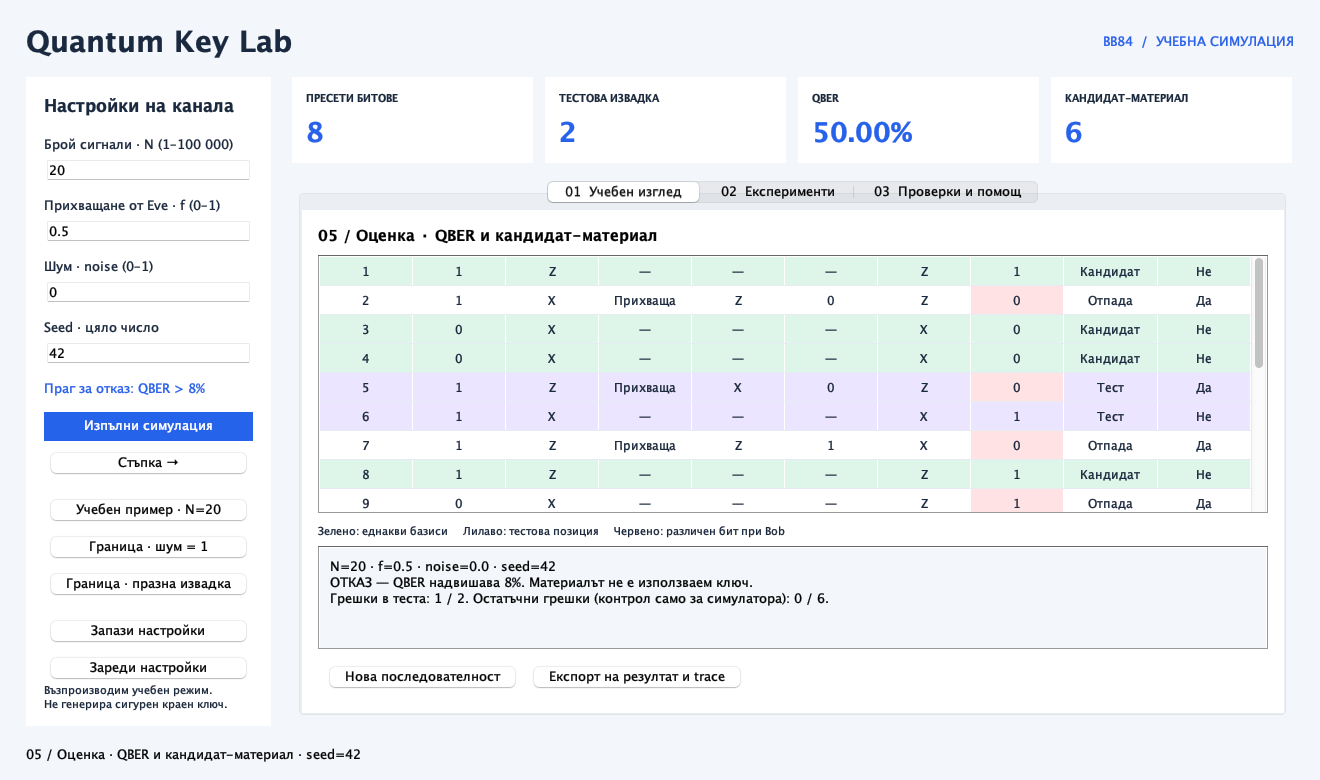 Quantum Key Lab
BB84 / УЧЕБНА СИМУЛАЦИЯ
Настройки на канала
Брой сигнали · N (1–100 000)
20
Прихващане от Eve · f (0–1)
0.5
Шум · noise (0–1)
0
Seed · цяло число
42
Праг за отказ: QBER > 8%
Изпълни симулация
Стъпка →
Учебен пример · N=20
Граница · шум = 1
Граница · празна извадка
Запази настройки
Зареди настройки
Възпроизводим учебен режим.
Не генерира сигурен краен ключ.
ПРЕСЕТИ БИТОВЕ
8
ТЕСТОВА ИЗВАДКА
2
QBER
50.00%
КАНДИДАТ-МАТЕРИАЛ
6
01 Учебен изглед 02 Експерименти 03 Проверки и помощ
05 / Оценка · QBER и кандидат-материал
1 1 Z — — — Z 1 Кандидат Не
2 1 X Прихваща Z 0 Z 0 Отпада Да
3 0 X — — — X 0 Кандидат Не
4 0 X — — — X 0 Кандидат Не
5 1 Z Прихваща X 0 Z 0 Тест Да
6 1 X — — — X 1 Тест Не
7 1 Z Прихваща Z 1 X 0 Отпада Да
8 1 Z — — — Z 1 Кандидат Не
9 0 X — — — Z 1 Отпада Да
Зелено: еднакви базиси Лилаво: тестова позиция Червено: различен бит при Bob
N=20 · f=0.5 · noise=0.0 · seed=42
ОТКАЗ — QBER надвишава 8%. Материалът не е използваем ключ.
Грешки в теста: 1 / 2. Остатъчни грешки (контрол само за симулатора): 0 / 6.
Нова последователност Експорт на резултат и trace
05 / Оценка · QBER и кандидат-материал · seed=42